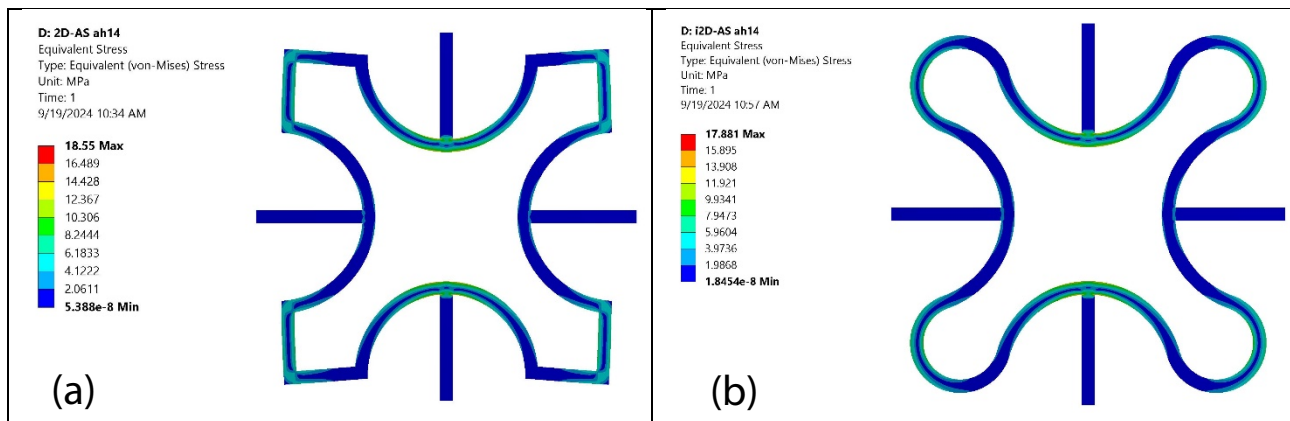 D: 2D-AS ah14
Equivalent Stress
Type: Equivalent (von-Mises) Stress
Unit: MPa
Time: 1
9/19/2024 10:34 AM
18.55 Max
16.489
14.428
12.367
10.306
8.2444
6.1833
4.1222
2.0611
5.388e-8 Min
(a)
D: i2D-AS ah14
Equivalent Stress
Type: Equivalent (von-Mises) Stress
Unit: MPa
Time: 1
9/19/2024 10:57 AM
17.881 Max
15.895
13.908
11.921
9.9341
7.9473
5.9604
3.9736
1.9868
1.8454e-8 Min
(b)